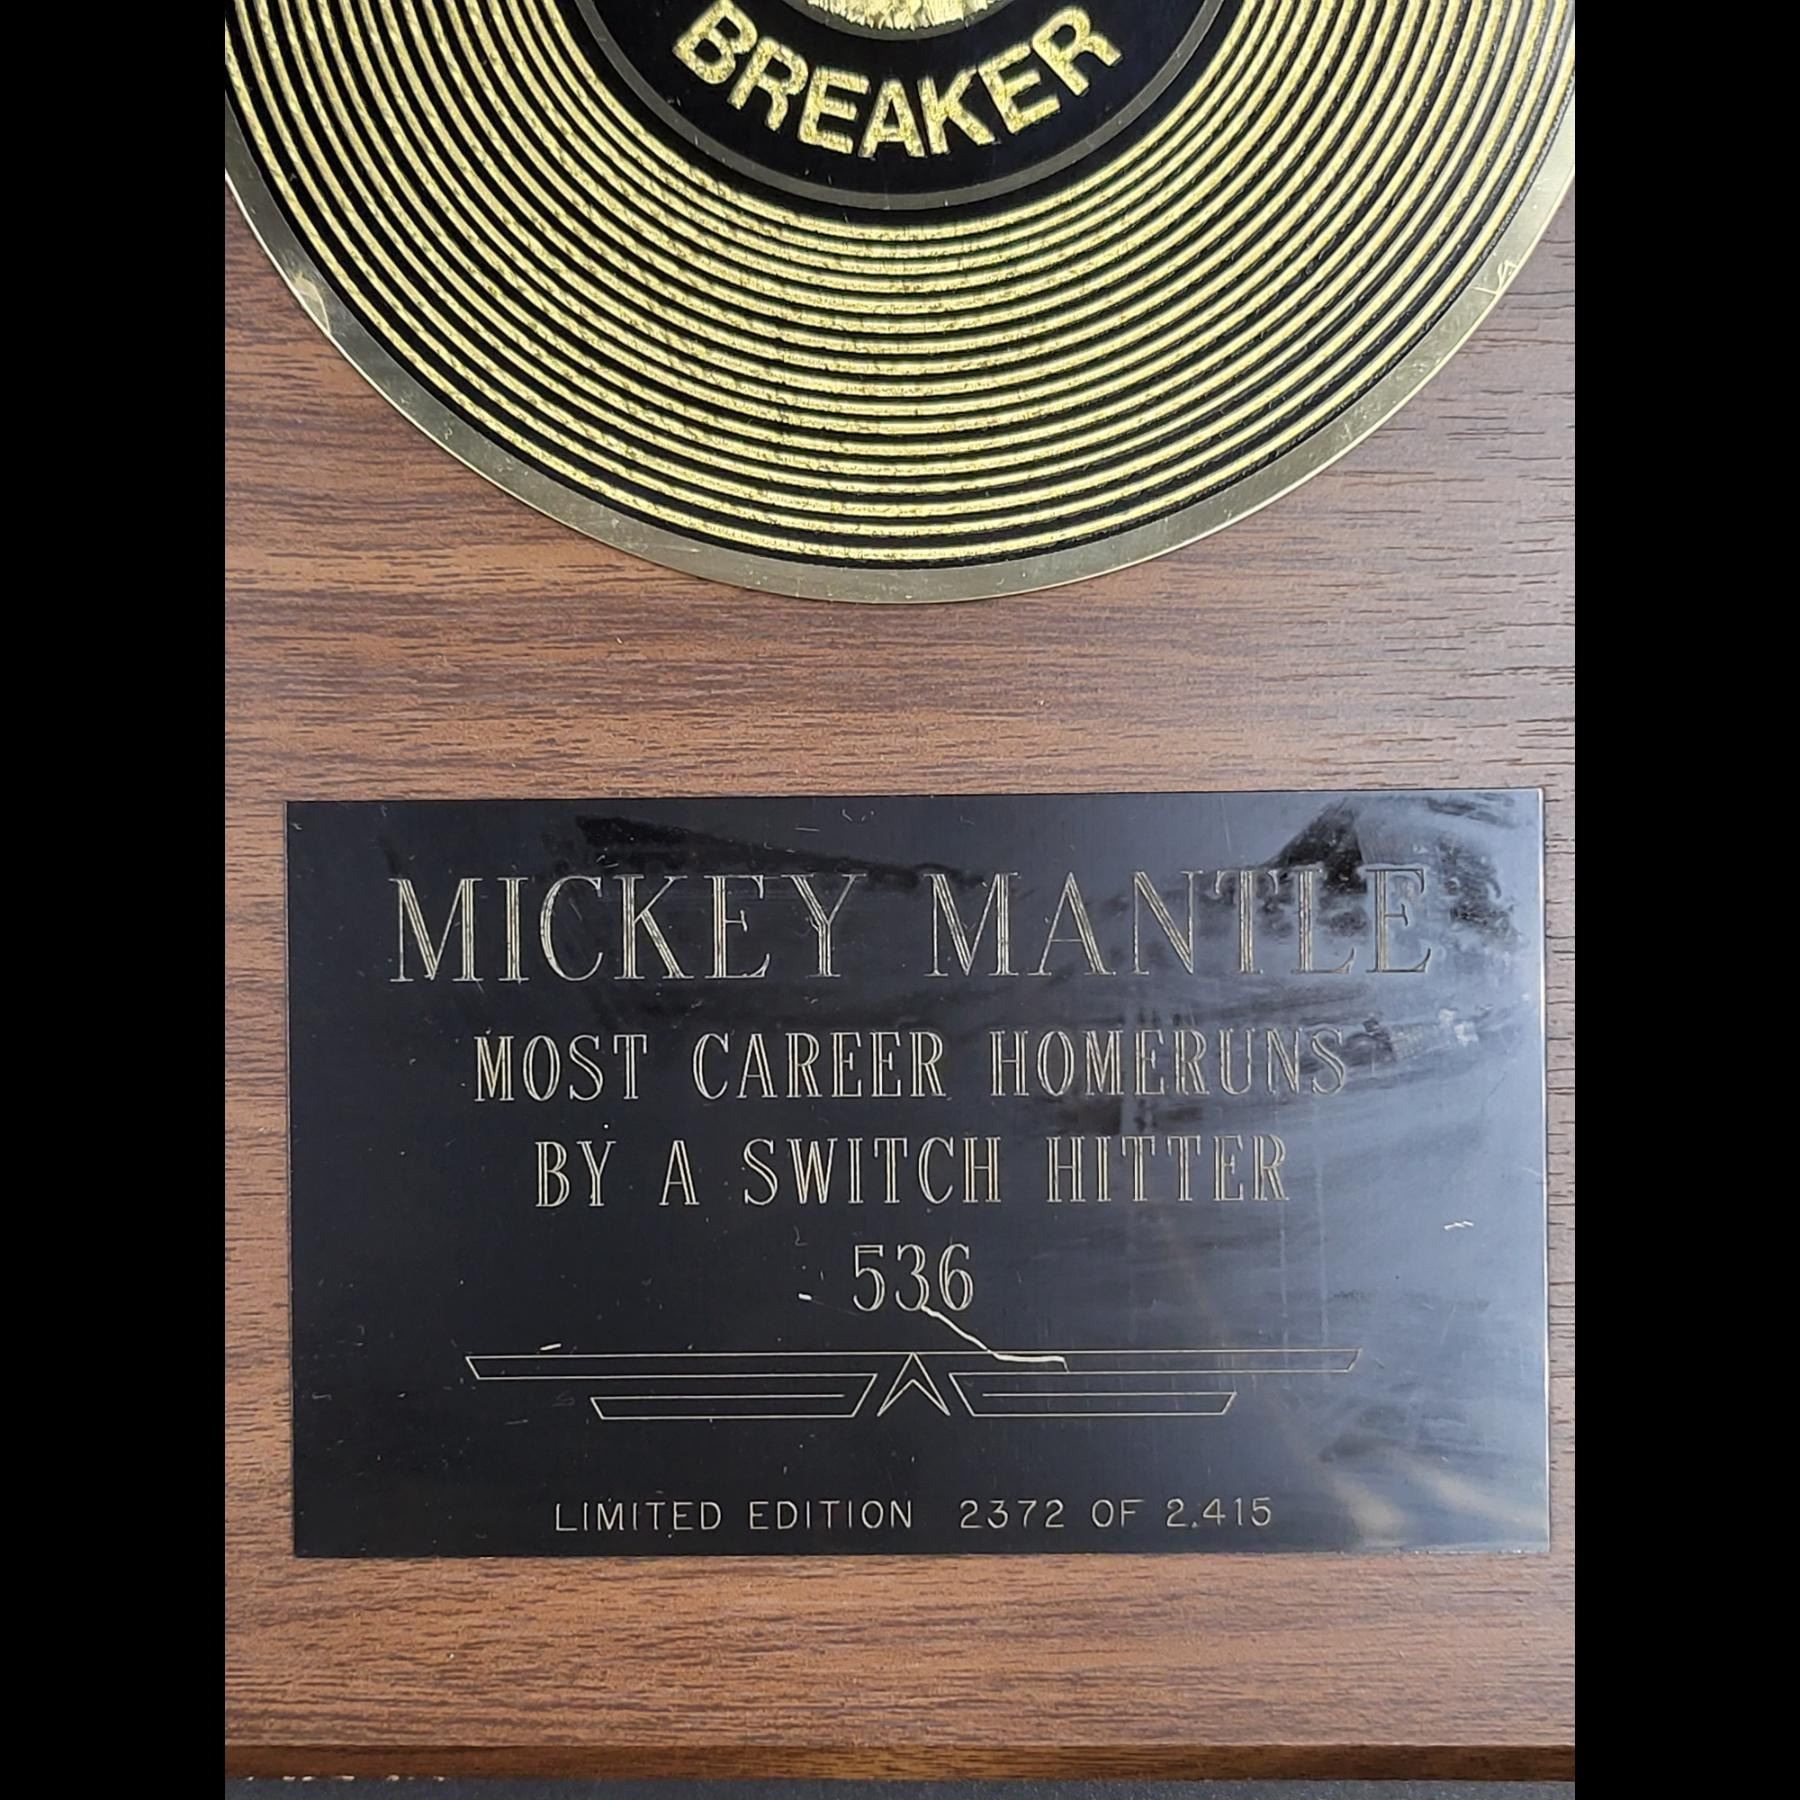 BREAKER
MICKEY MANTLE
MOST CAREER HOMERUNS
BY A SWITCH HITTER
536
LIMITED EDITION 2372 OF 2,415